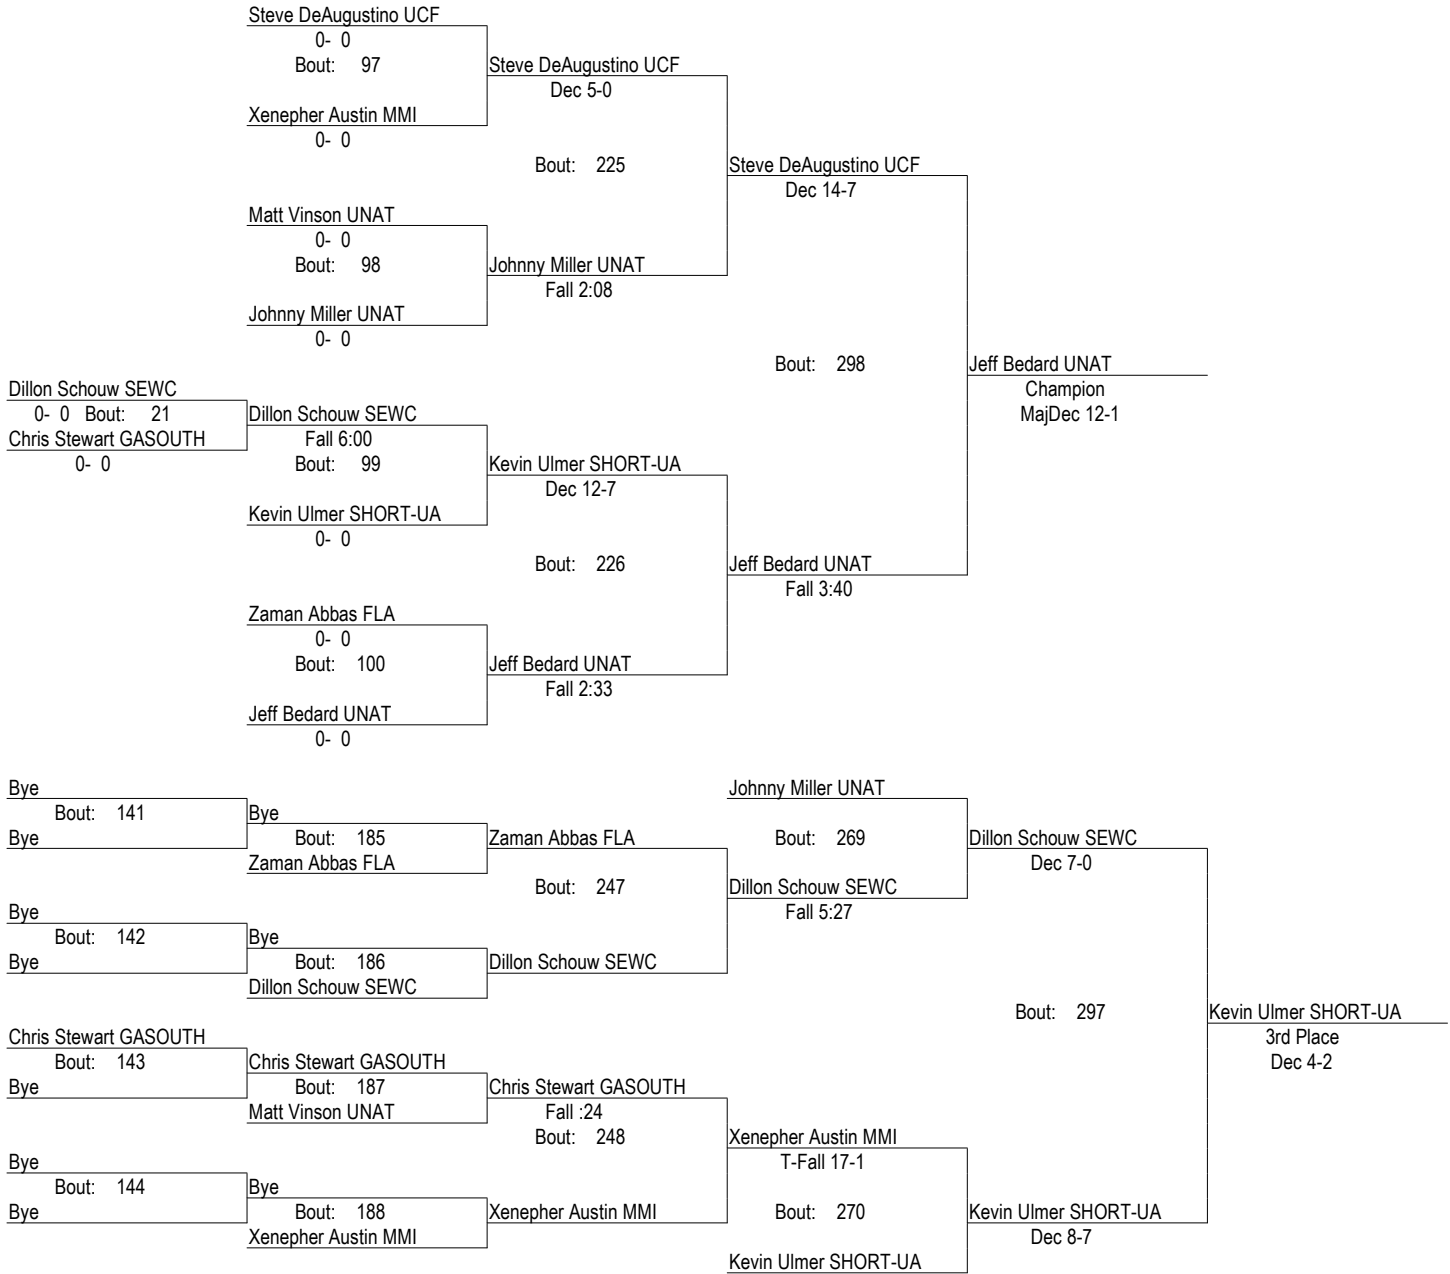 Steve DeAugustino UCF
0- 0
Bout: 97
Steve DeAugustino UCF
Dec 5-0
Xenepher Austin MMI
0- 0
Bout: 225
Steve DeAugustino UCF
Dec 14-7
Matt Vinson UNAT
0- 0
Bout: 98
Johnny Miller UNAT
Fall 2:08
Johnny Miller UNAT
0- 0
Bout: 298
Jeff Bedard UNAT
Champion
MajDec 12-1
Dillon Schouw SEWC
0- 0 Bout: 21
Chris Stewart GASOUTH
0- 0
Dillon Schouw SEWC
Fall 6:00
Bout: 99
Kevin Ulmer SHORT-UA
Dec 12-7
Kevin Ulmer SHORT-UA
0- 0
Bout: 226
Jeff Bedard UNAT
Fall 3:40
Zaman Abbas FLA
0- 0
Bout: 100
Jeff Bedard UNAT
Fall 2:33
Jeff Bedard UNAT
0- 0
Bye
Bout: 141
Bye
Bye
Bout: 185
Zaman Abbas FLA
Zaman Abbas FLA
Bout: 247
Johnny Miller UNAT
Bout: 269
Dillon Schouw SEWC
Fall 5:27
Dillon Schouw SEWC
Dec 7-0
Bye
Bout: 142
Bye
Bye
Bout: 186
Dillon Schouw SEWC
Dillon Schouw SEWC
Bout: 297
Kevin Ulmer SHORT-UA
3rd Place
Dec 4-2
Chris Stewart GASOUTH
Bout: 143
Bye
Chris Stewart GASOUTH
Bout: 187
Matt Vinson UNAT
Chris Stewart GASOUTH
Fall :24
Bout: 248
Xenepher Austin MMI
T-Fall 17-1
Bye
Bout: 144
Bye
Bye
Bout: 188
Xenepher Austin MMI
Xenepher Austin MMI
Bout: 270
Kevin Ulmer SHORT-UA
Dec 8-7
Kevin Ulmer SHORT-UA